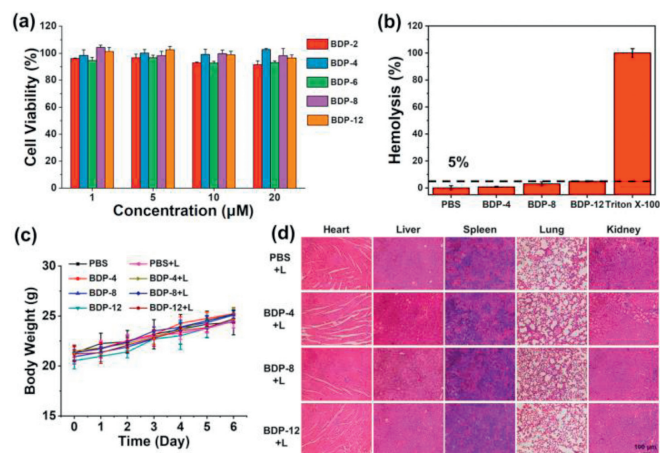 (a)
Cell Viability (%)
120
100
80
60
40
20
0
1
5
10
20
Concentration (μM)
BDP-2
BDP-4
BDP-6
BDP-8
BDP-12
(b)
Hemolysis (%)
120
100
80
60
40
20
0
5%
PBS
BDP-4
BDP-8
BDP-12
Triton X-100
(c)
Body Weight (g)
30
25
20
15
PBS
PBS+L
BDP-4
BDP-4+L
BDP-8
BDP-8+L
BDP-12
BDP-12+L
0
1
2
3
4
5
6
Time (Day)
(d)
Heart
Liver
Spleen
Lung
Kidney
PBS
+L
BDP-4
+L
BDP-8
+L
BDP-12
+L
100 μm